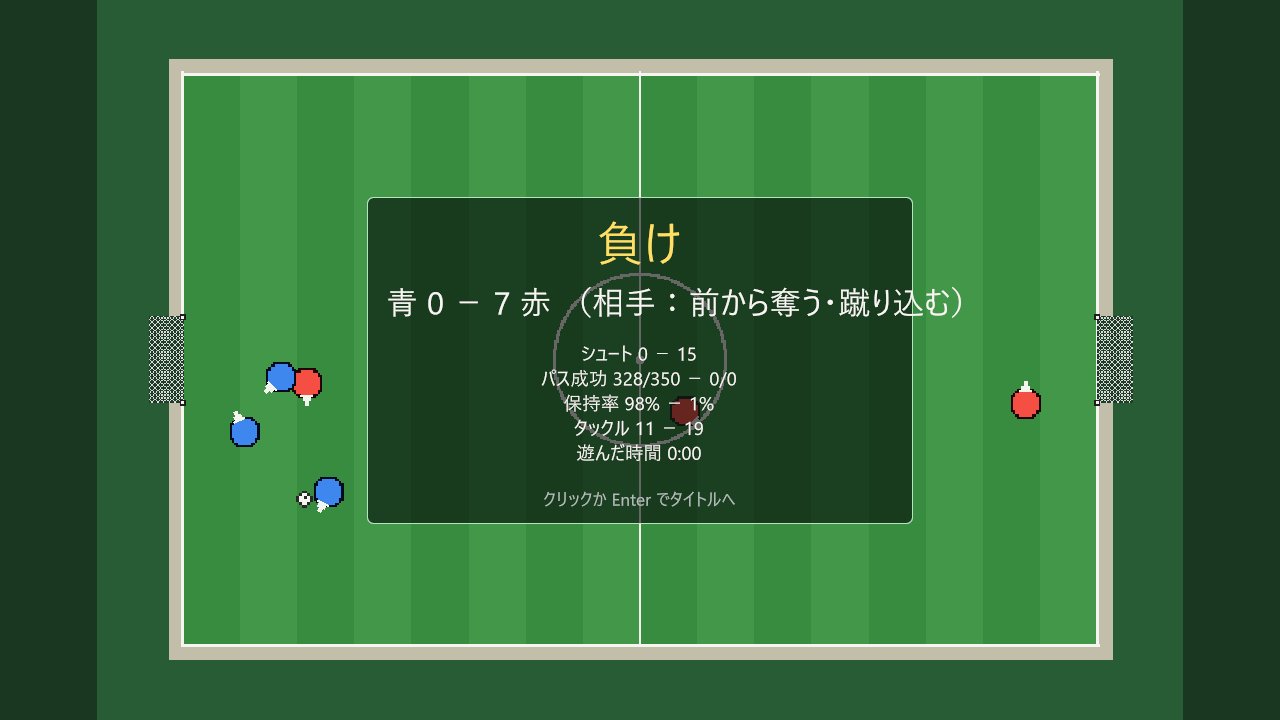 負け
青 0 － 7 赤 （相手：前から奪う・蹴り込む）
シュート 0 － 15
パス成功 328/350 － 0/0
保持率 98% － 1%
タックル 11 － 19
遊んだ時間 0:00
クリックか Enter でタイトルへ